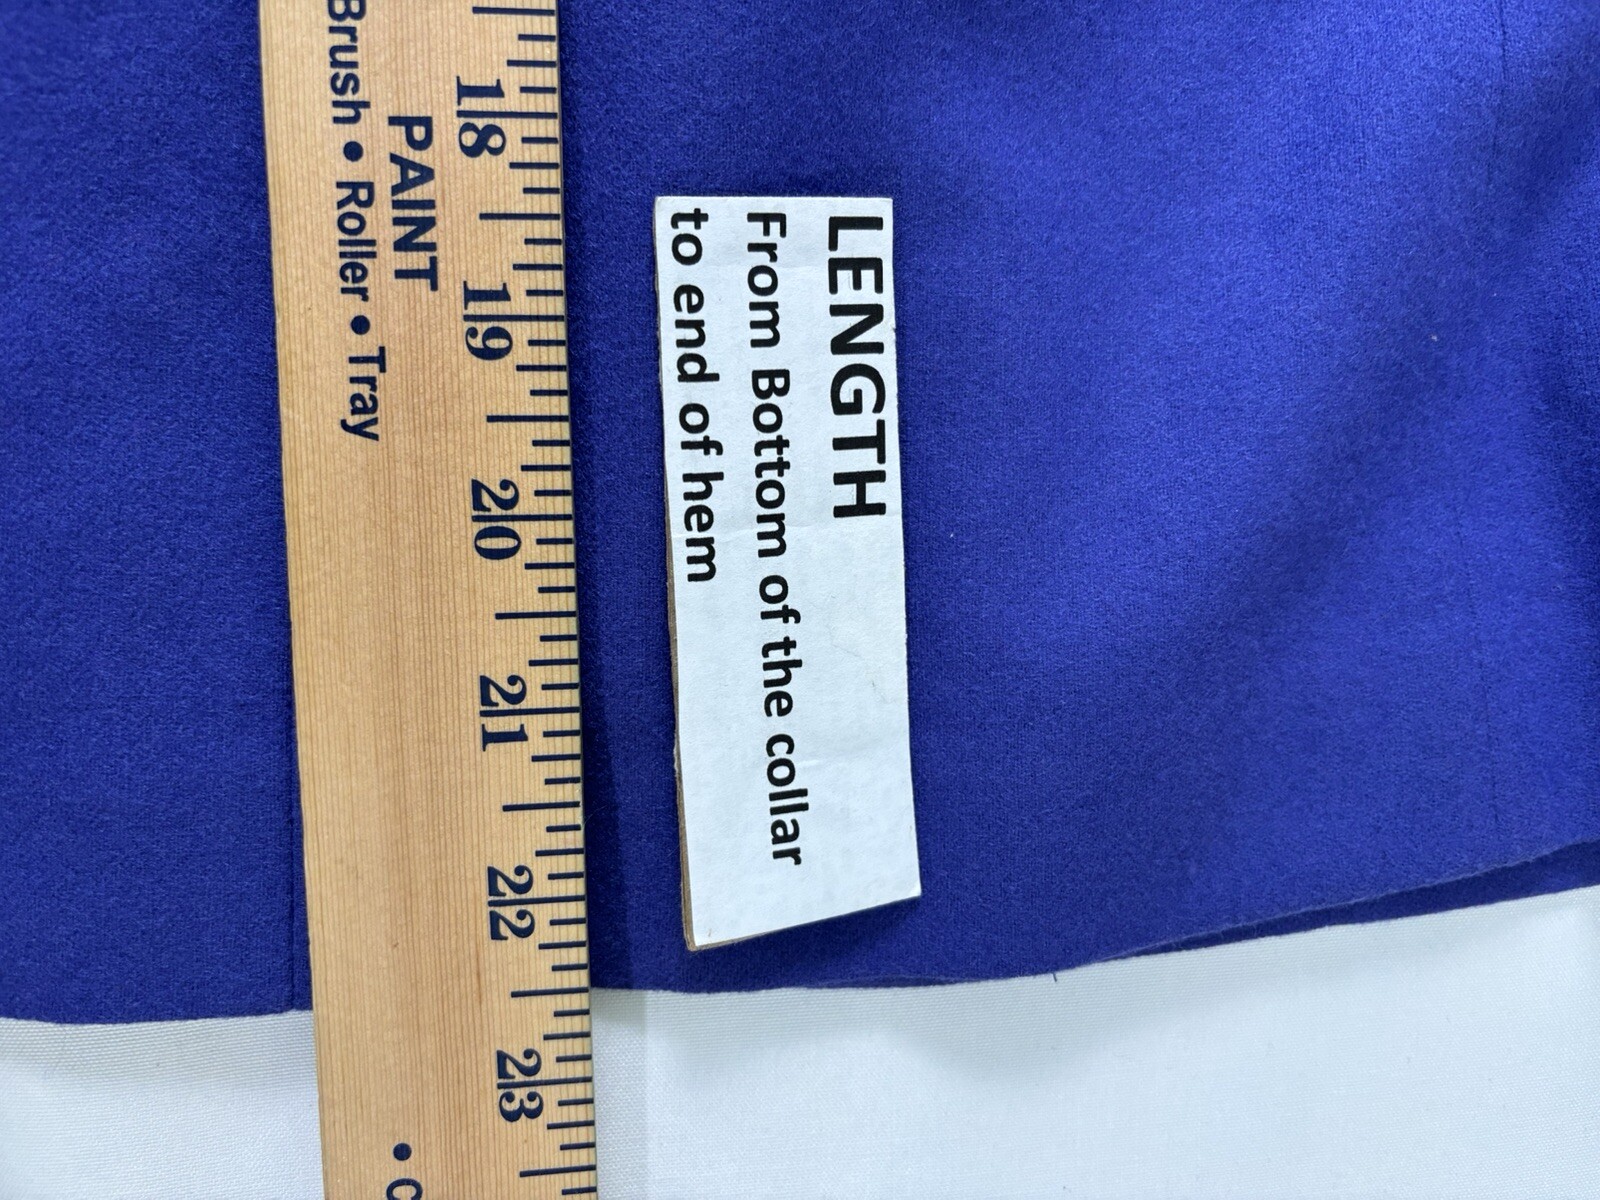 LENGTH
From Bottom of the collar
to end of hem
PAINT
Brush • Roller • Tray
18
19
20
21
22
23